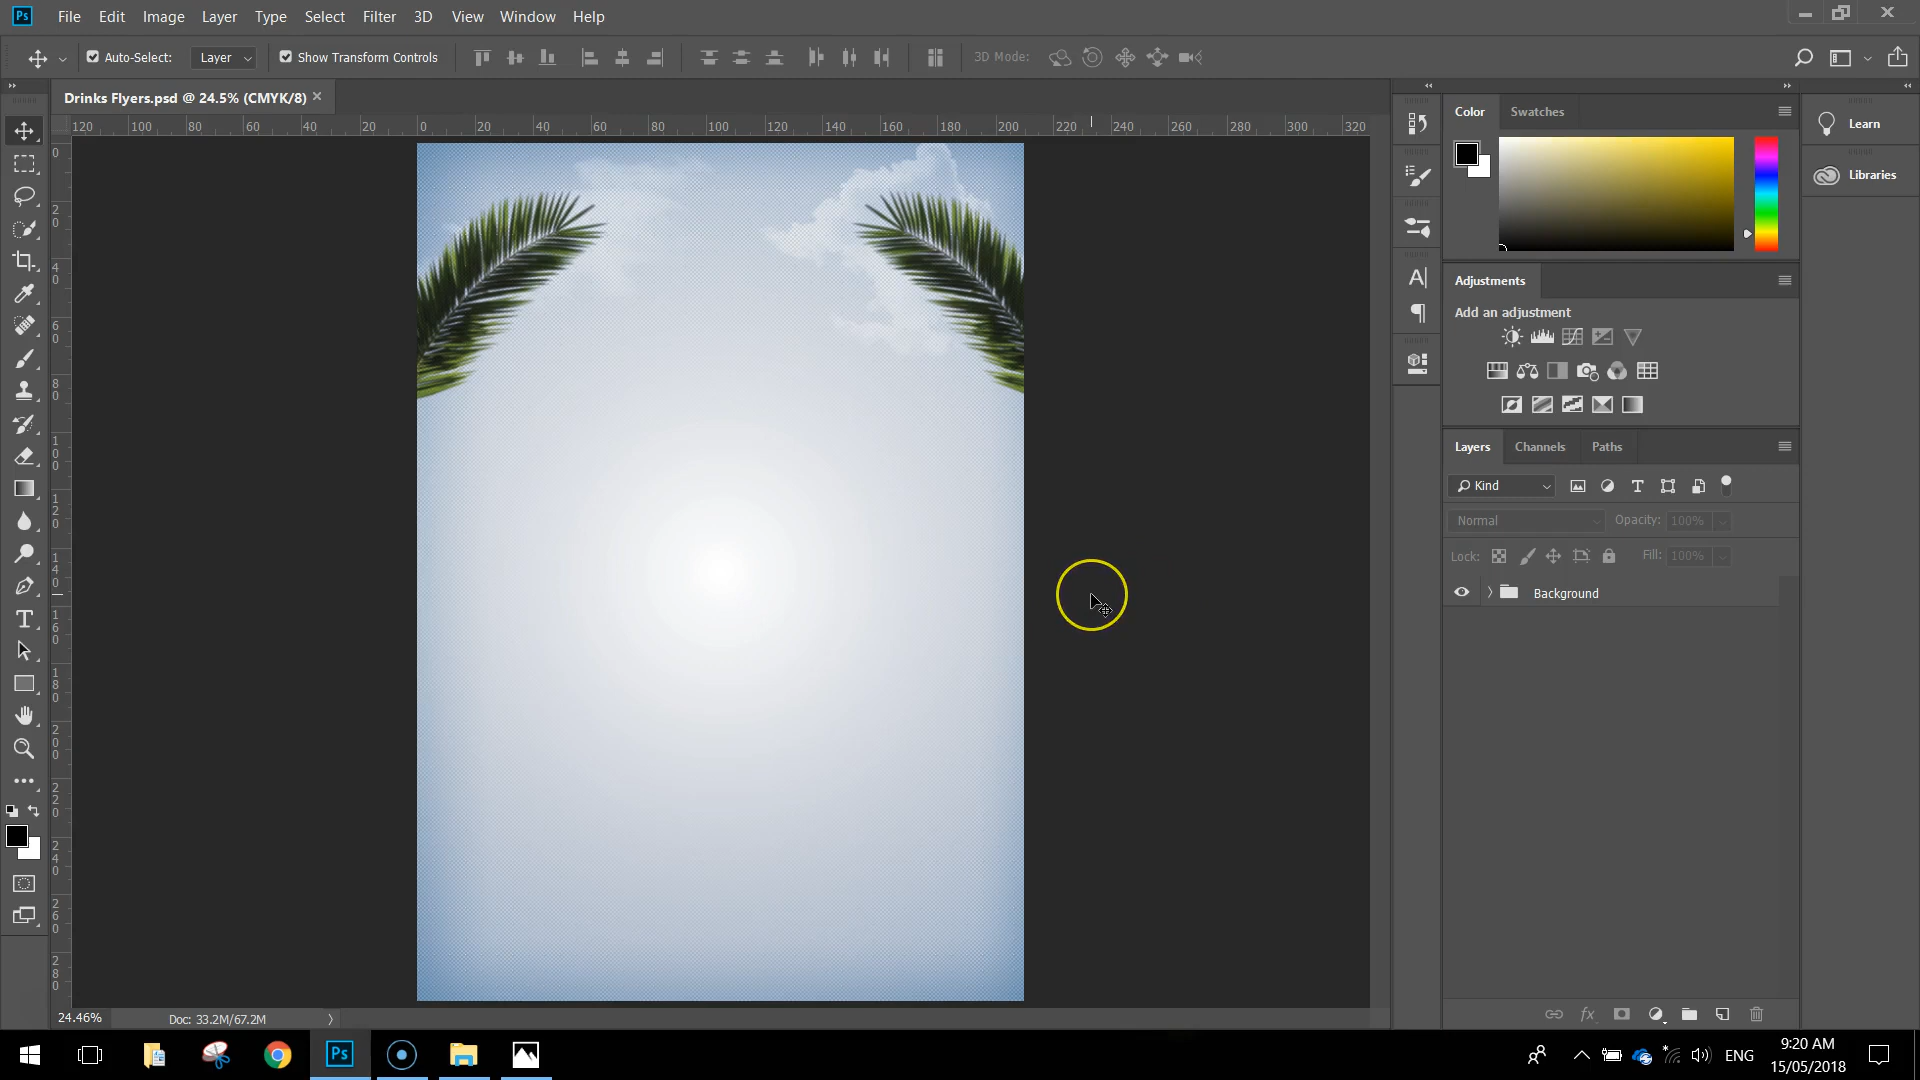 Ps File Edit Image Layer Type Select Filter 3D View Window Help
Auto-Select: Layer Show Transform Controls 3D Mode:
Drinks Flyers.psd @ 24.5% (CMYK/8) ×
120 100 80 60 40 20 0 20 40 60 80 100 120 140 160 180 200 220 240 260 280 300 320
0
20
40
60
80
100
120
140
160
180
200
220
240
260
280
Color Swatches
Learn
Libraries
Adjustments
Add an adjustment
Layers Channels Paths
Kind
Normal Opacity: 100%
Lock: Fill: 100%
Background
fx
24.46% Doc: 33.2M/67.2M
Ps ENG 9:20 AM
15/05/2018